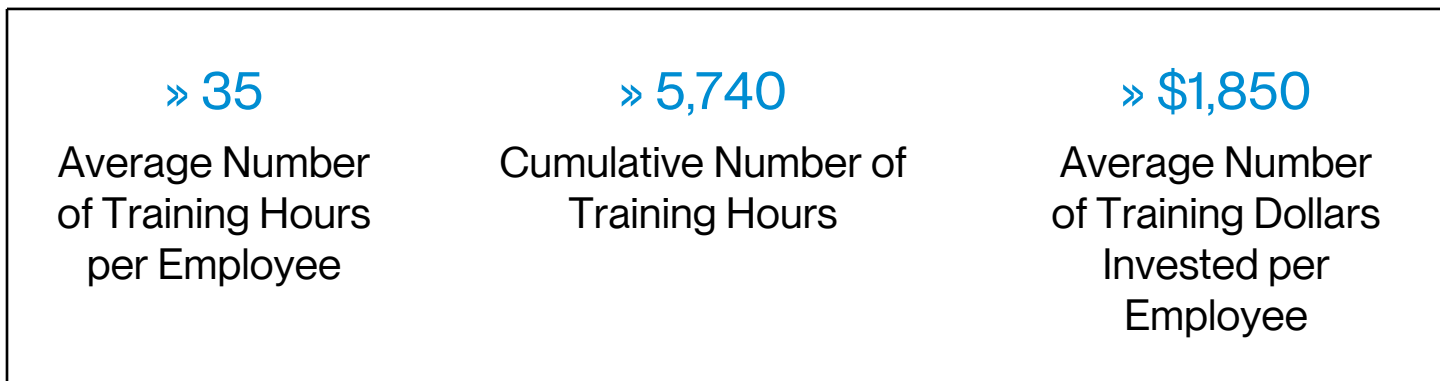 » 35
Average Number
of Training Hours
per Employee
» 5,740
Cumulative Number of
Training Hours
» $1,850
Average Number
of Training Dollars
Invested per
Employee